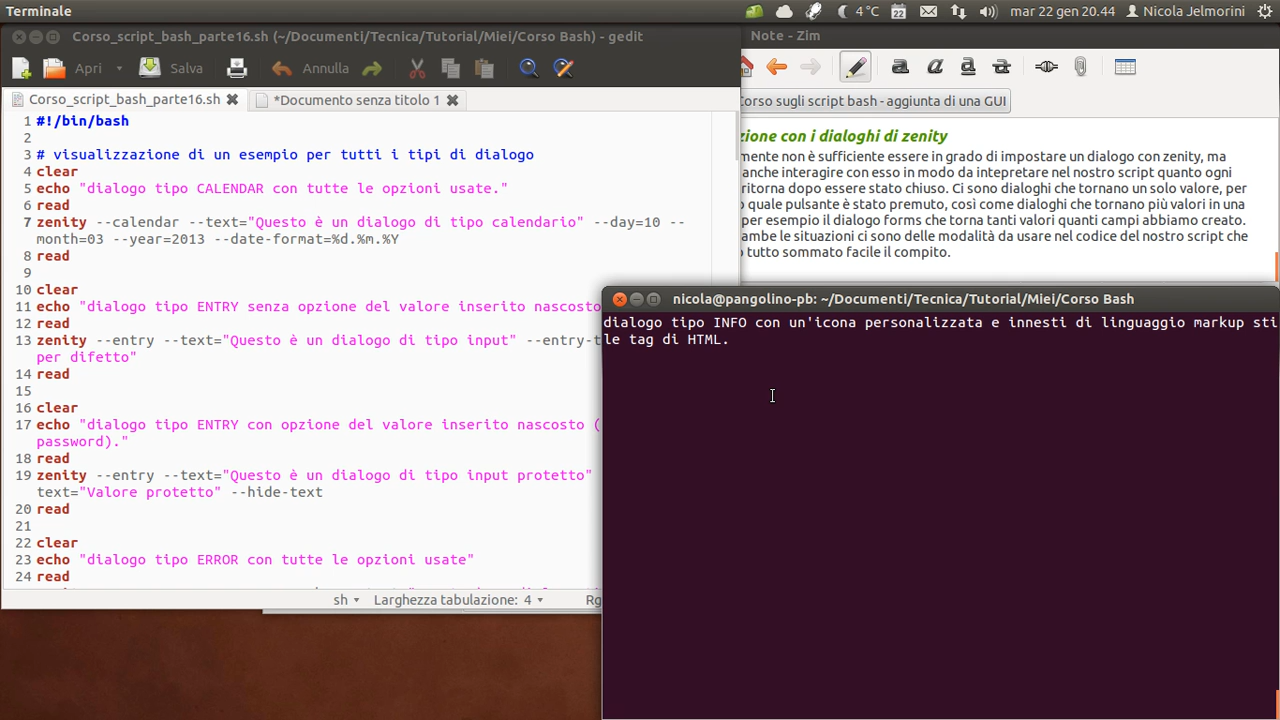 Terminale
4 °C
22
mar 22 gen 20.44
Nicola Jelmorini
Corso_script_bash_parte16.sh (~/Documenti/Tecnica/Tutorial/Miei/Corso Bash) - gedit
Apri
Salva
Annulla
Corso_script_bash_parte16.sh
*Documento senza titolo 1
1 #!/bin/bash
2
3 # visualizzazione di un esempio per tutti i tipi di dialogo
4 clear
5 echo "dialogo tipo CALENDAR con tutte le opzioni usate."
6 read
7 zenity --calendar --text="Questo è un dialogo di tipo calendario" --day=10 --
month=03 --year=2013 --date-format=%d.%m.%Y
8 read
9
10 clear
11 echo "dialogo tipo ENTRY senza opzione del valore inserito nascosto
12 read
13 zenity --entry --text="Questo è un dialogo di tipo input" --entry-t
per difetto"
14 read
15
16 clear
17 echo "dialogo tipo ENTRY con opzione del valore inserito nascosto (
password)."
18 read
19 zenity --entry --text="Questo è un dialogo di tipo input protetto"
text="Valore protetto" --hide-text
20 read
21
22 clear
23 echo "dialogo tipo ERROR con tutte le opzioni usate"
24 read
sh
Larghezza tabulazione: 4
Rg
Note - Zim
Corso sugli script bash - aggiunta di una GUI
zione con i dialoghi di zenity
mente non è sufficiente essere in grado di impostare un dialogo con zenity, ma
anche interagire con esso in modo da intepretare nel nostro script quanto ogni
ritorna dopo essere stato chiuso. Ci sono dialoghi che tornano un solo valore, per
o quale pulsante è stato premuto, così come dialoghi che tornano più valori in una
per esempio il dialogo forms che torna tanti valori quanti campi abbiamo creato.
ambe le situazioni ci sono delle modalità da usare nel codice del nostro script che
o tutto sommato facile il compito.
nicola@pangolino-pb: ~/Documenti/Tecnica/Tutorial/Miei/Corso Bash
dialogo tipo INFO con un'icona personalizzata e innesti di linguaggio markup sti
le tag di HTML.